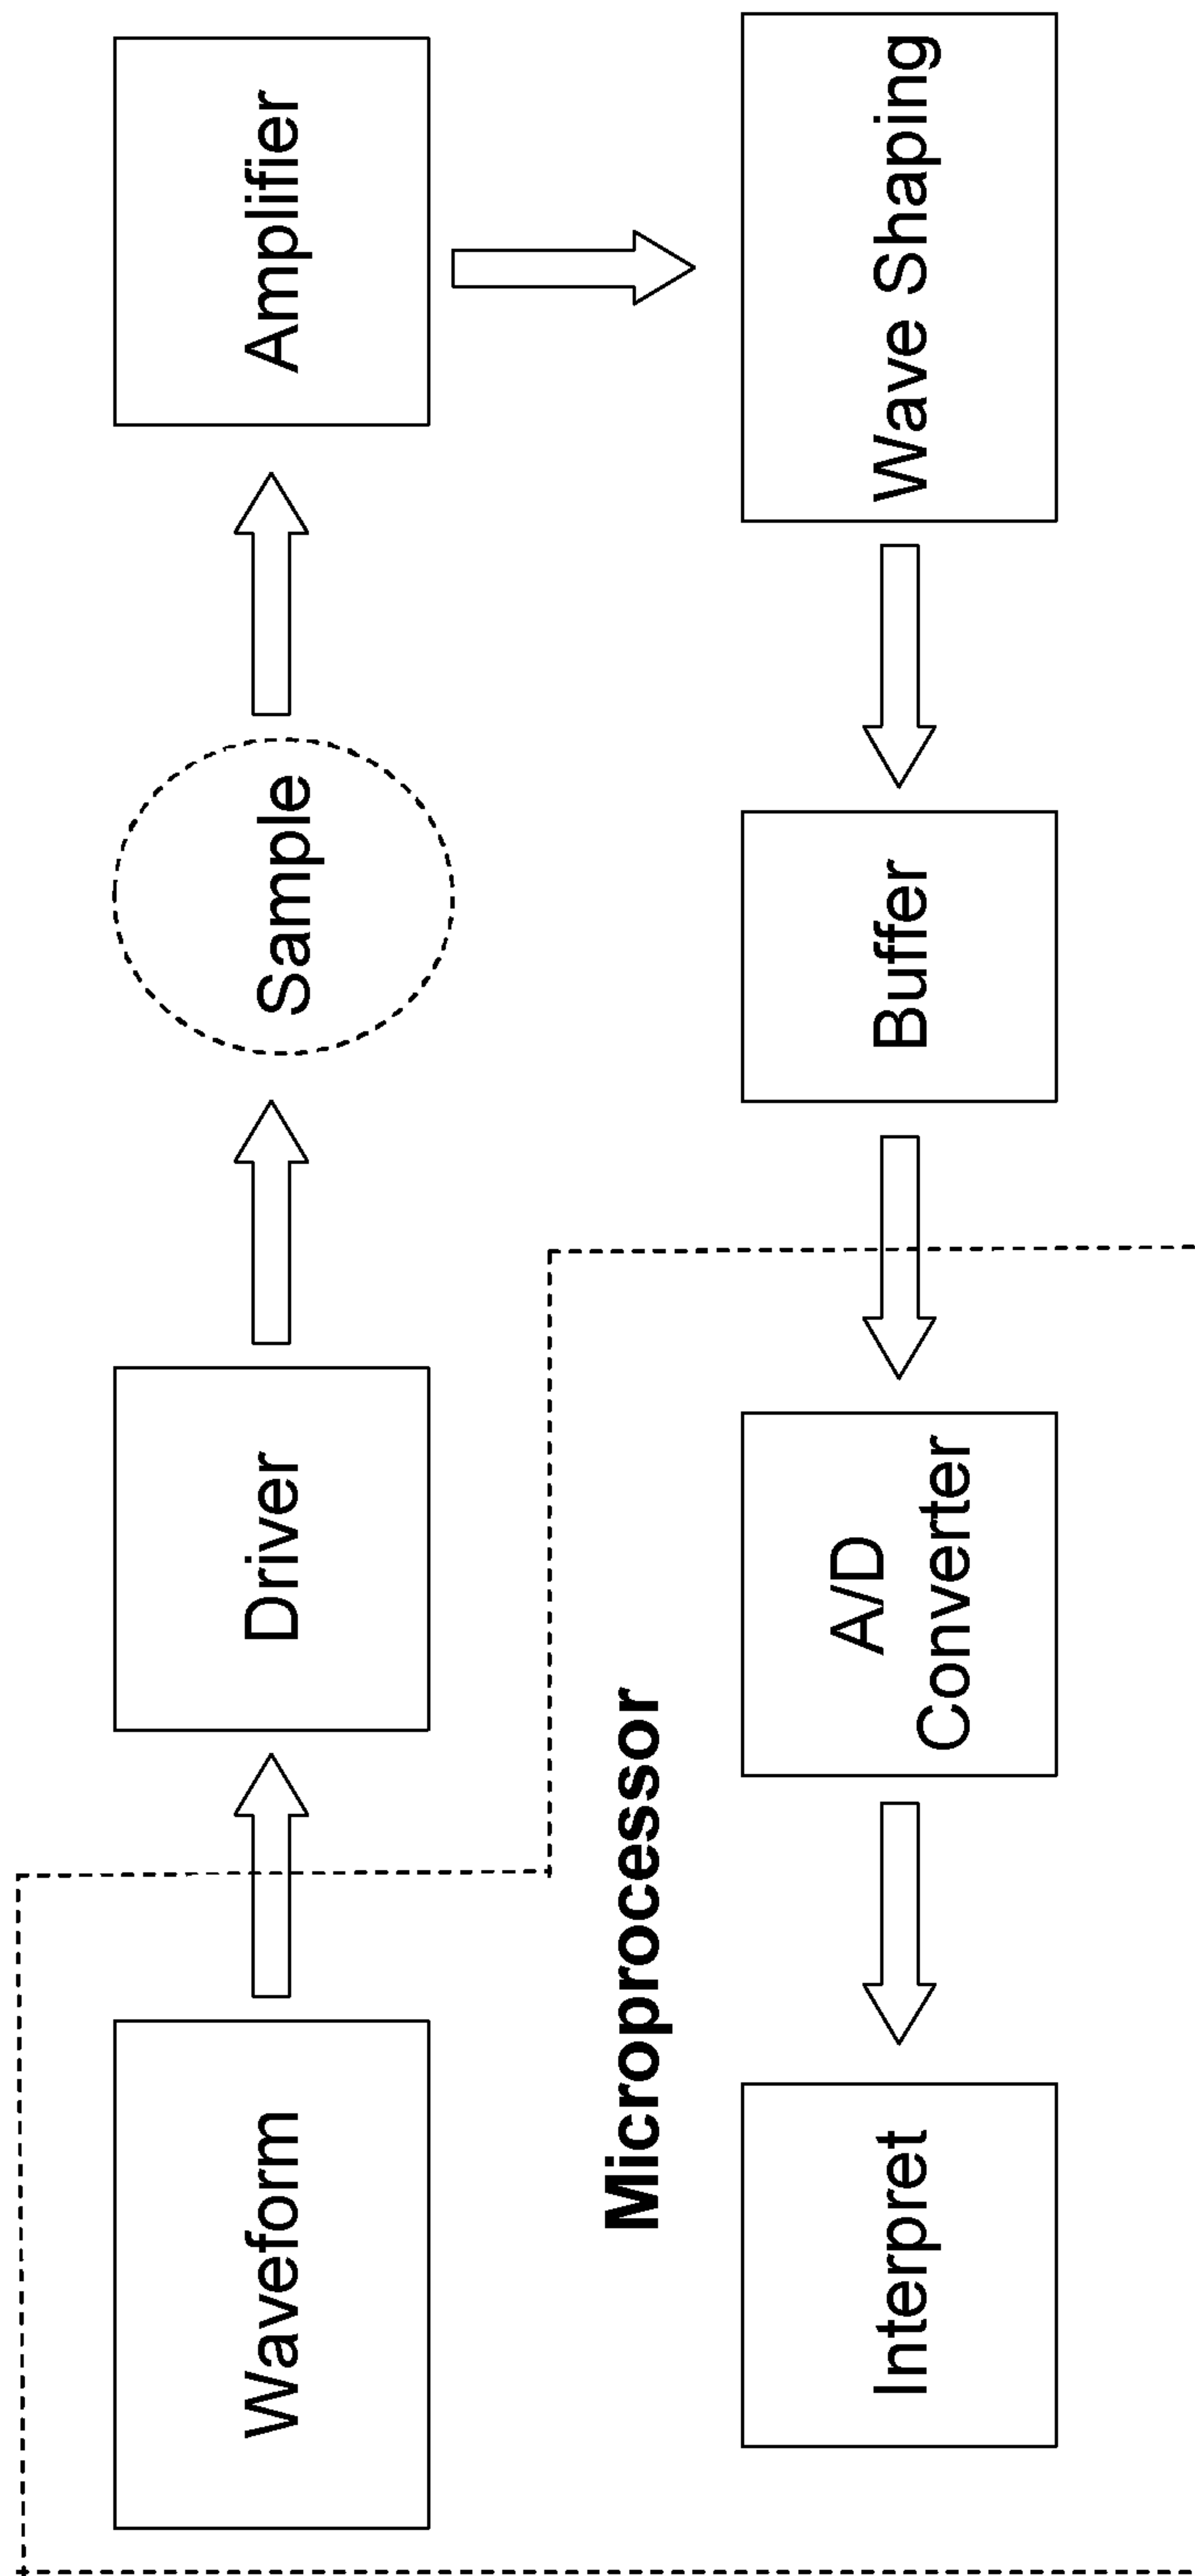 Waveform
Driver
Sample
Amplifier
Microprocessor
Interpret
A/D
Converter
Buffer
Wave Shaping